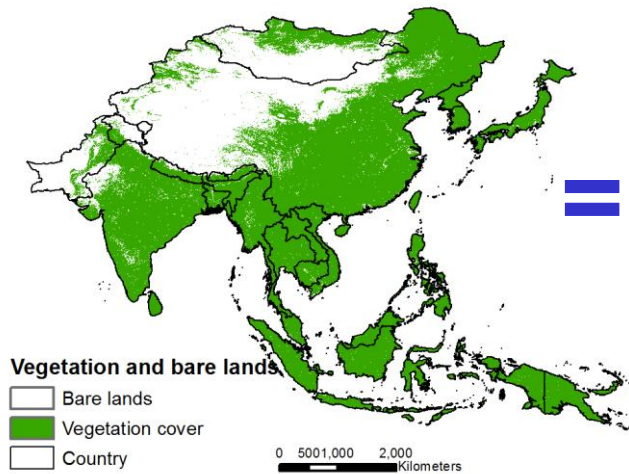 Vegetation and bare lands
Bare lands
Vegetation cover
Country
0 5001,000 2,000
Kilometers